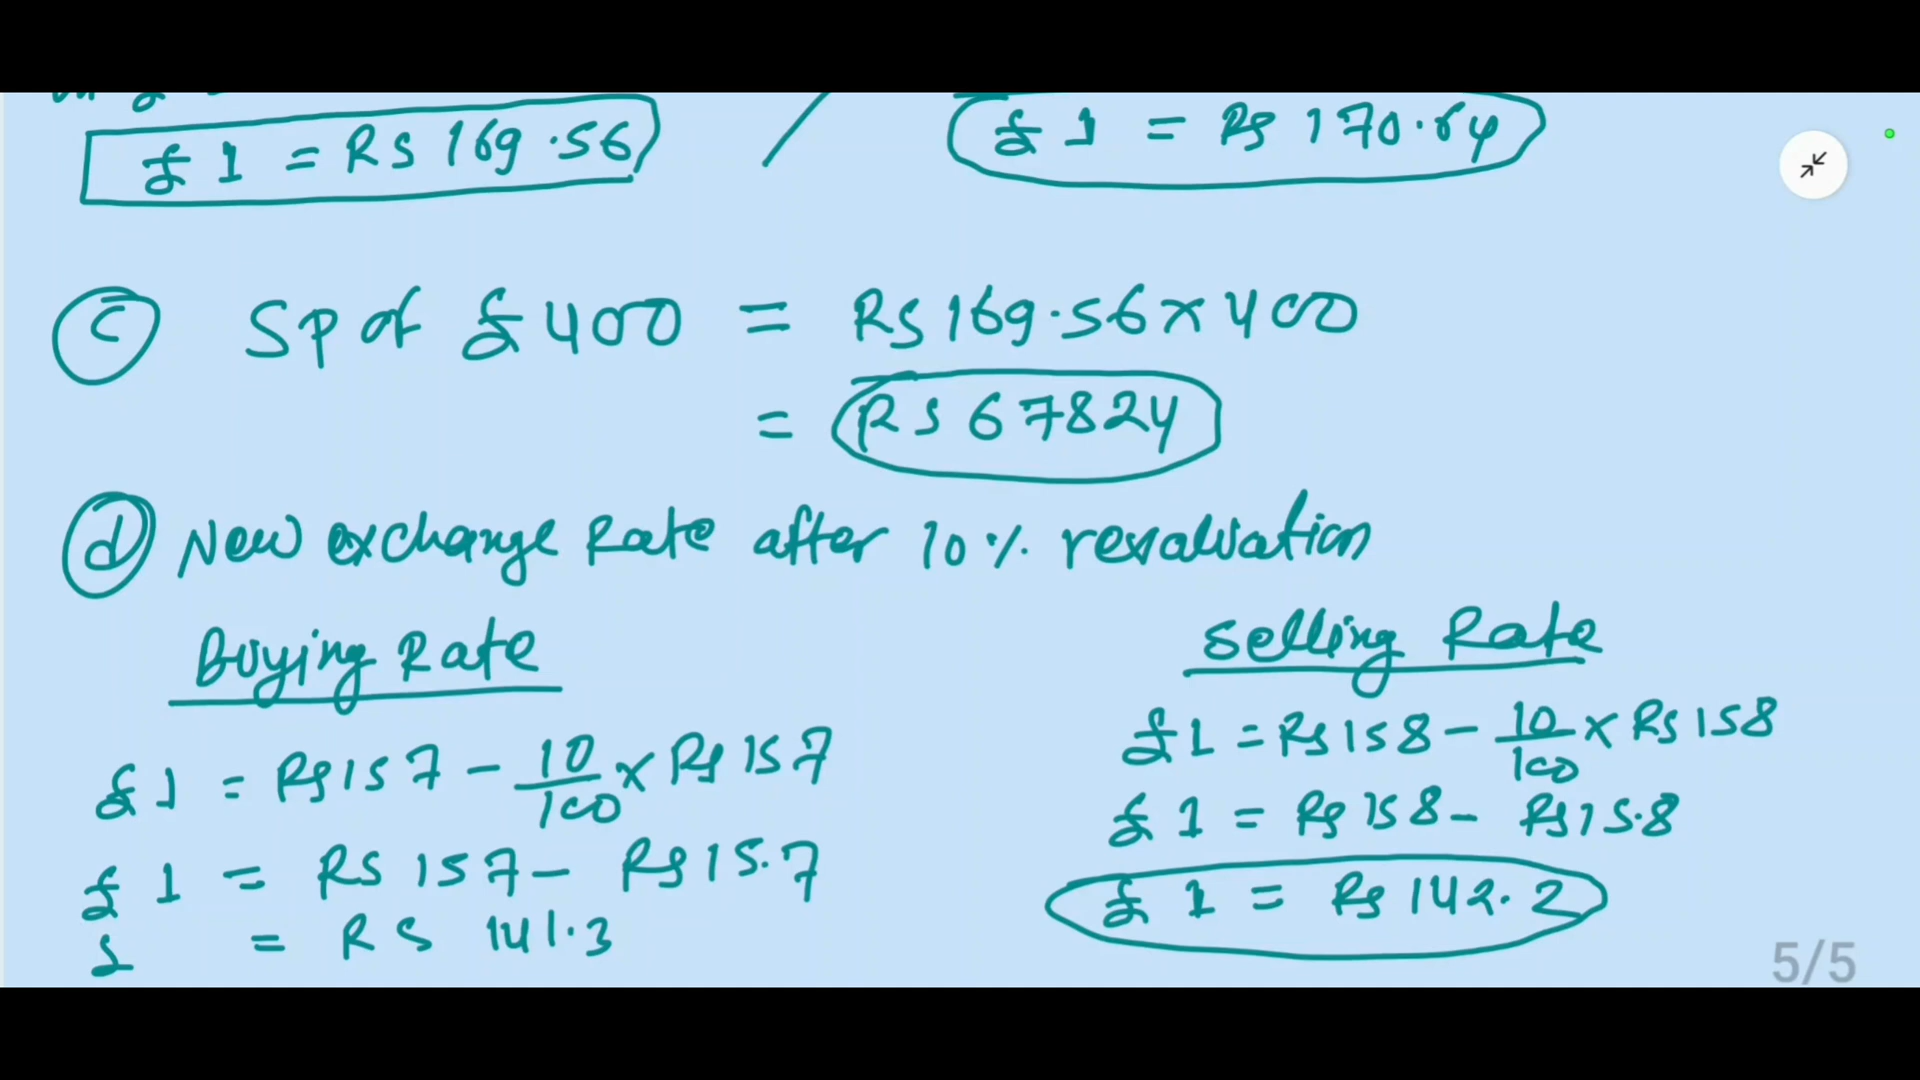 £ 1 = Rs 169.56
£ 1 = Rs 170.64
c Sp of £ 400 = Rs 169.56 x 400
= Rs 67824
d New exchange Rate after 10% revaluation
Buying Rate
£ 1 = Rs 157 - 10/100 x Rs 157
£ 1 = Rs 157 - Rs 15.7
£ = Rs 141.3
Selling Rate
£ 1 = Rs 158 - 10/100 x Rs 158
£ 1 = Rs 158 - Rs 15.8
£ 1 = Rs 142.2
5/5